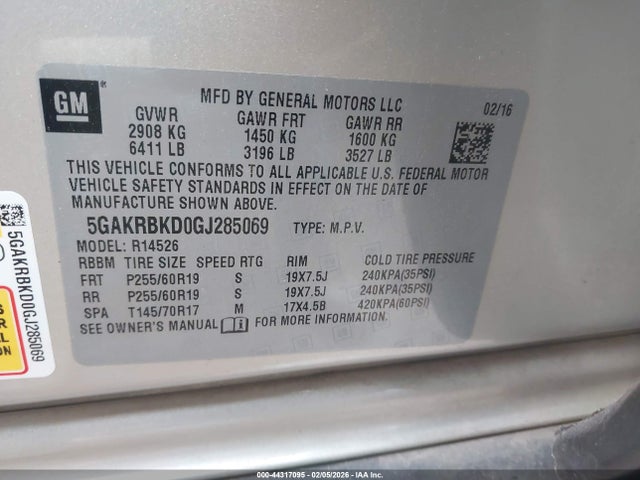 GM
MFD BY GENERAL MOTORS LLC 02/16
GVWR GAWR FRT GAWR RR
2908 KG 1450 KG 1600 KG
6411 LB 3196 LB 3527 LB
THIS VEHICLE CONFORMS TO ALL APPLICABLE U.S. FEDERAL MOTOR
VEHICLE SAFETY STANDARDS IN EFFECT ON THE DATE OF
MANUFACTURE SHOWN ABOVE.
5GAKRBKD0GJ285069 TYPE: M.P.V.
MODEL: R14526
RBBM TIRE SIZE SPEED RTG RIM COLD TIRE PRESSURE
FRT P255/60R19 S 19X7.5J 240KPA(35PSI)
RR P255/60R19 S 19X7.5J 240KPA(35PSI)
SPA T145/70R17 M 17X4.5B 420KPA(60PSI)
SEE OWNER'S MANUAL FOR MORE INFORMATION.
5GAKRBKD0GJ285069
000-44317095 - 02/05/2026 - IAA Inc.